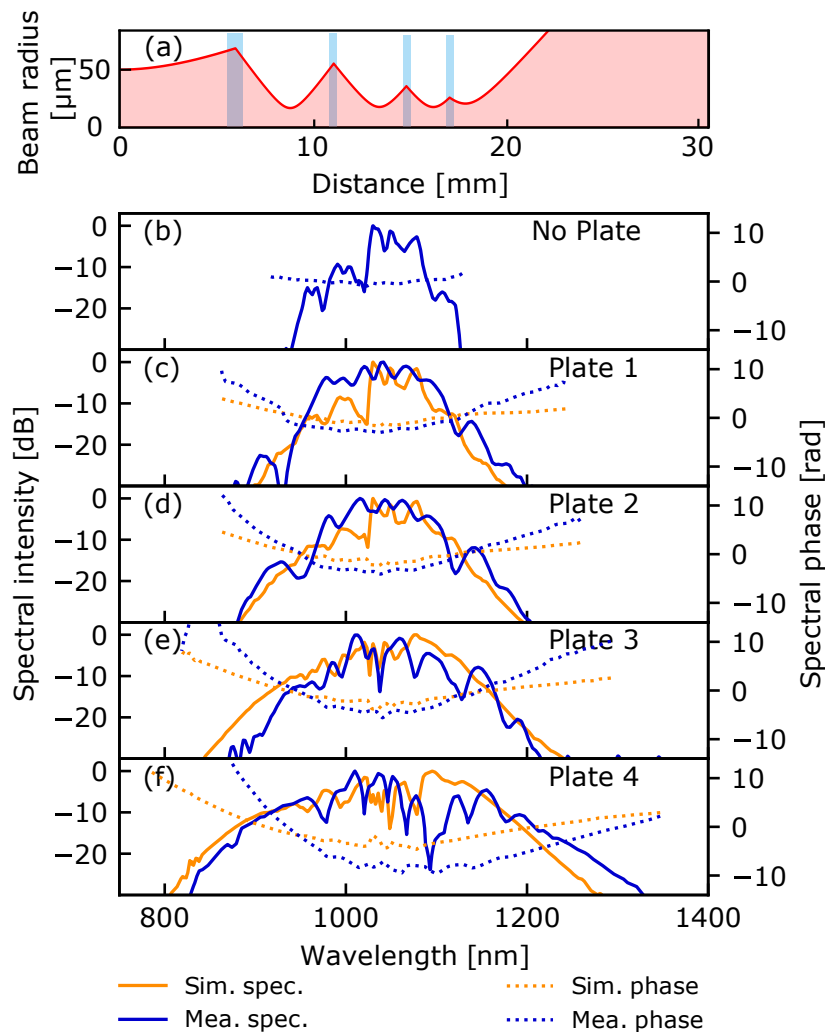 (a)
Beam radius
[µm]
50
0
0
10
20
30
Distance [mm]
(b)
No Plate
0
−10
−20
10
0
−10
(c)
Plate 1
0
−10
−20
10
0
−10
(d)
Plate 2
0
−10
−20
10
0
−10
(e)
Plate 3
0
−10
−20
10
0
−10
(f)
Plate 4
0
−10
−20
10
0
−10
Spectral intensity [dB]
Spectral phase [rad]
800
1000
1200
1400
Wavelength [nm]
Sim. spec.
Sim. phase
Mea. spec.
Mea. phase